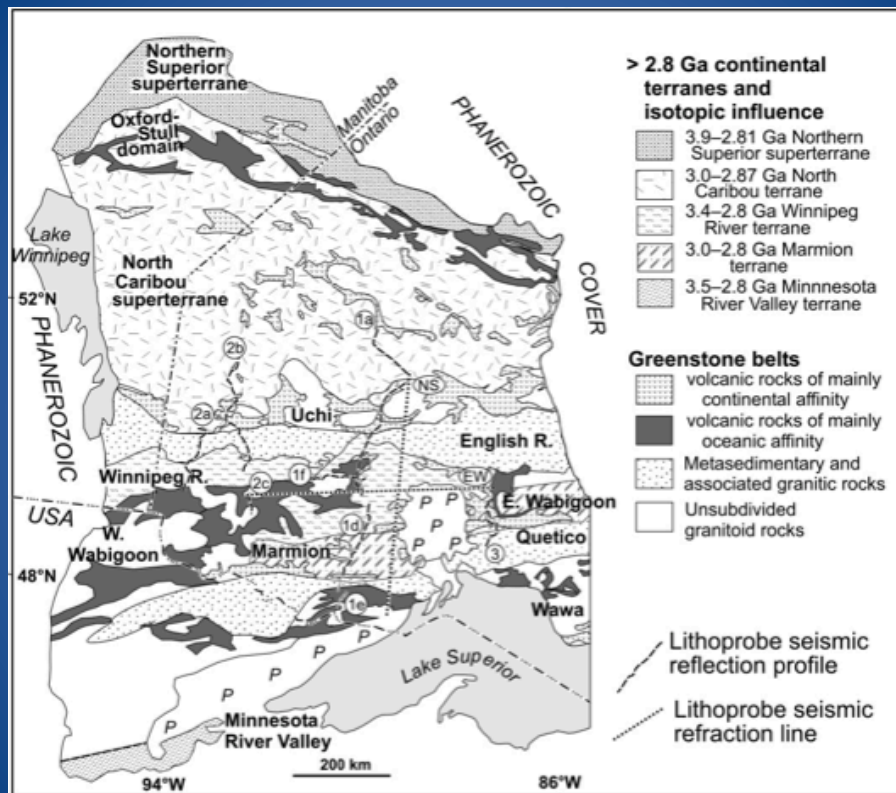 Northern
Superior
superterrane
Oxford-
Stull
domain
Manitoba
Ontario
PHANEROZOIC
COVER
Lake
Winnipeg
North
Caribou
superterrane
52°N
PHANEROZOIC
1a
2b
2a
NS
Uchi
English R.
Winnipeg R.
2c
1f
EW
E. Wabigoon
USA
W.
Wabigoon
Marmion
1d
Quetico
3
48°N
1e
Wawa
P P P P P P
P P P P P P P
Lake Superior
Minnesota
River Valley
200 km
94°W
86°W
> 2.8 Ga continental
terranes and
isotopic influence
3.9–2.81 Ga Northern
Superior superterrane
3.0–2.87 Ga North
Caribou terrane
3.4–2.8 Ga Winnipeg
River terrane
3.0–2.8 Ga Marmion
terrane
3.5–2.8 Ga Minnnesota
River Valley terrane
Greenstone belts
volcanic rocks of mainly
continental affinity
volcanic rocks of mainly
oceanic affinity
Metasedimentary and
associated granitic rocks
Unsubdivided
granitoid rocks
Lithoprobe seismic
reflection profile
Lithoprobe seismic
refraction line